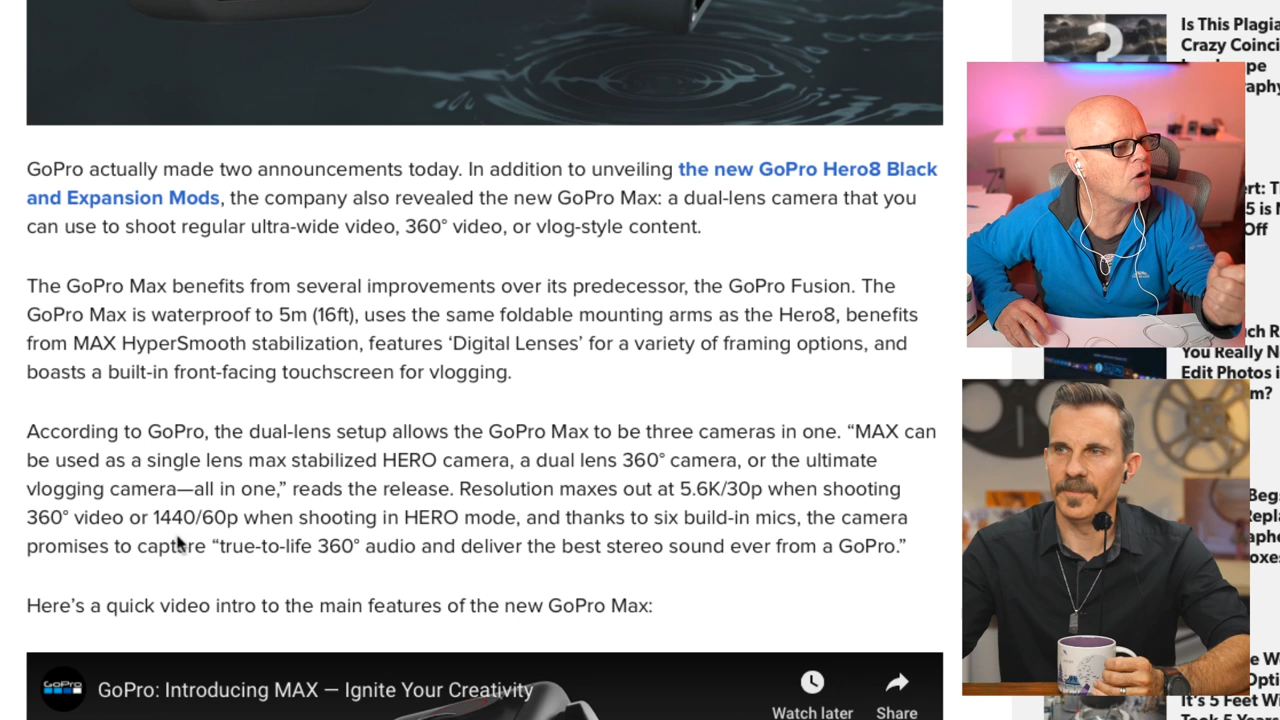 GoPro actually made two announcements today. In addition to unveiling the new GoPro Hero8 Black
and Expansion Mods, the company also revealed the new GoPro Max: a dual-lens camera that you
can use to shoot regular ultra-wide video, 360° video, or vlog-style content.
The GoPro Max benefits from several improvements over its predecessor, the GoPro Fusion. The
GoPro Max is waterproof to 5m (16ft), uses the same foldable mounting arms as the Hero8, benefits
from MAX HyperSmooth stabilization, features ‘Digital Lenses’ for a variety of framing options, and
boasts a built-in front-facing touchscreen for vlogging.
According to GoPro, the dual-lens setup allows the GoPro Max to be three cameras in one. “MAX can
be used as a single lens max stabilized HERO camera, a dual lens 360° camera, or the ultimate
vlogging camera—all in one,” reads the release. Resolution maxes out at 5.6K/30p when shooting
360° video or 1440/60p when shooting in HERO mode, and thanks to six build-in mics, the camera
promises to capture “true-to-life 360° audio and deliver the best stereo sound ever from a GoPro.”
Here’s a quick video intro to the main features of the new GoPro Max:
GoPro
GoPro: Introducing MAX — Ignite Your Creativity
Watch later
Share
?
Is This
Crazy
You Really
Edit Photos
It’s 5 Feet
Took 5